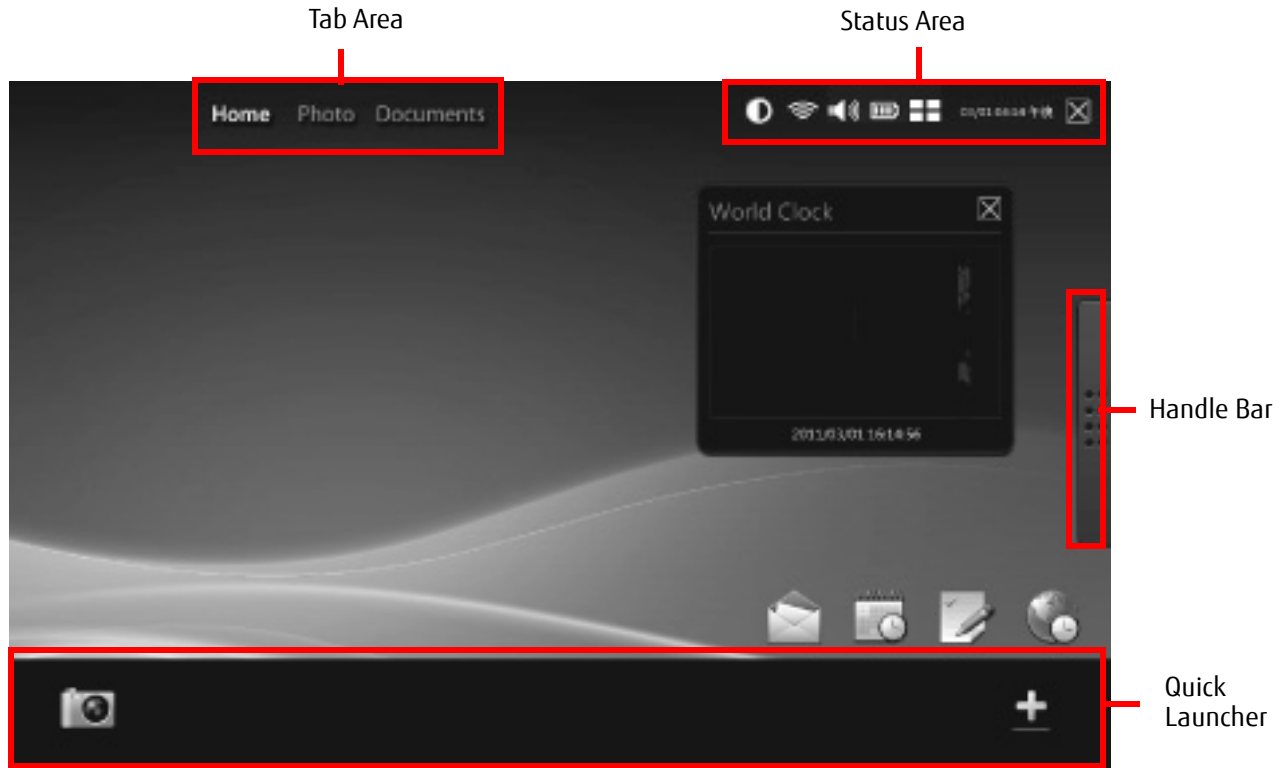 Tab Area
Status Area
Home Photo Documents
World Clock
2011/03/01 16:14:56
Handle Bar
Quick
Launcher